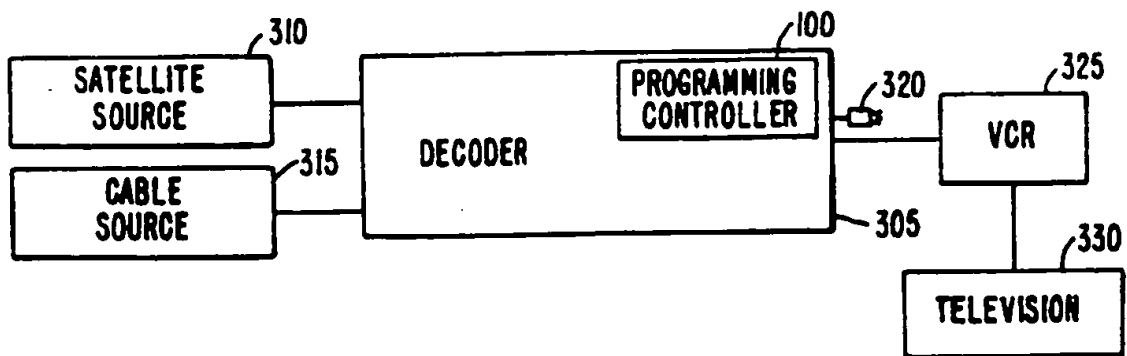 310
SATELLITE
SOURCE
315
CABLE
SOURCE
DECODER
100
PROGRAMMING
CONTROLLER
320
305
325
VCR
330
TELEVISION